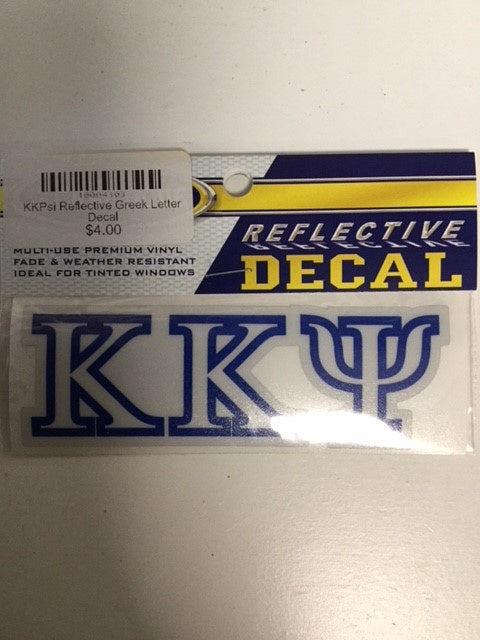 10004103
KKPsi Reflective Greek Letter
Decal
$4.00
MULTI-USE PREMIUM VINYL
FADE & WEATHER RESISTANT
IDEAL FOR TINTED WINDOWS
REFLECTIVE
DECAL
ΚΚΨ